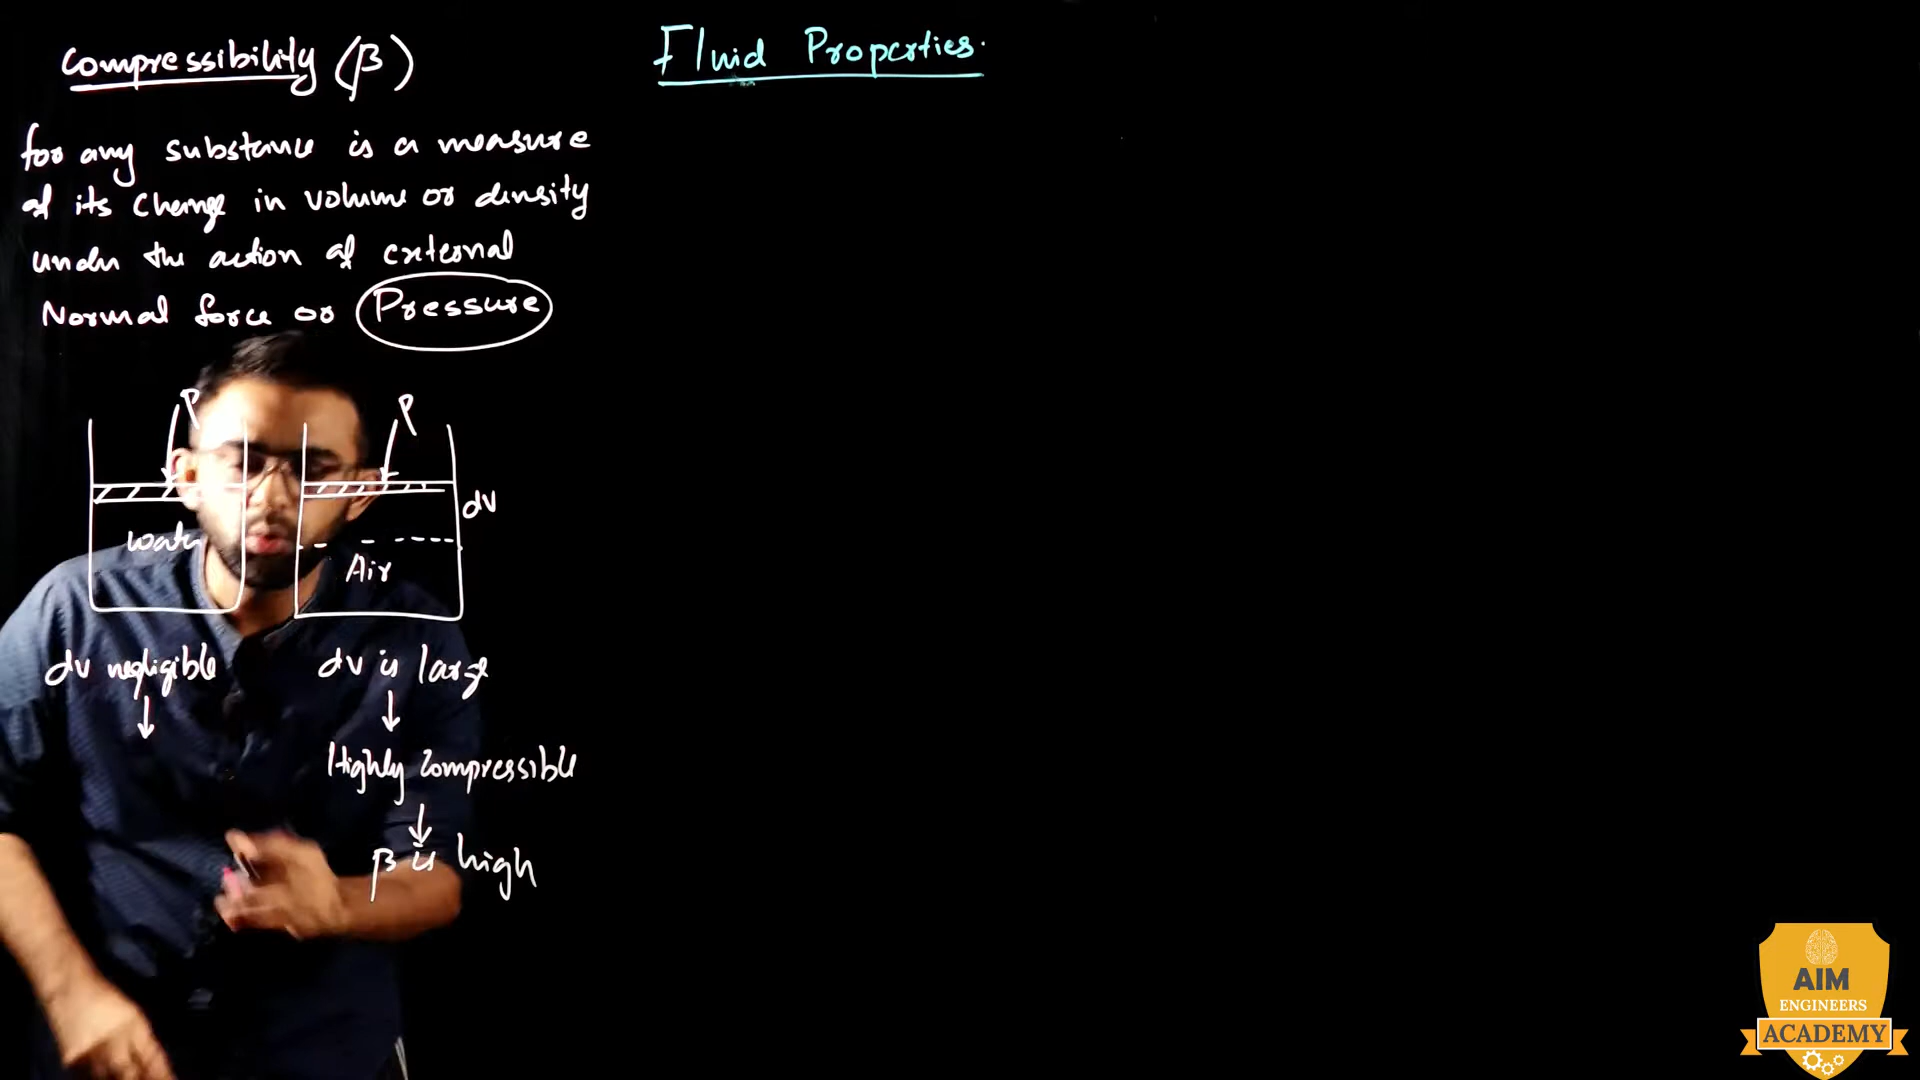 Compressibility (β)
Fluid Properties.
for any substance is a measure
of its change in volume or density
under the action of external
Normal force or Pressure
P
P
dv
Water
Air
dv negligible
dv is large
↓
↓
Highly compressible
↓
β is high
AIM
ENGINEERS
ACADEMY